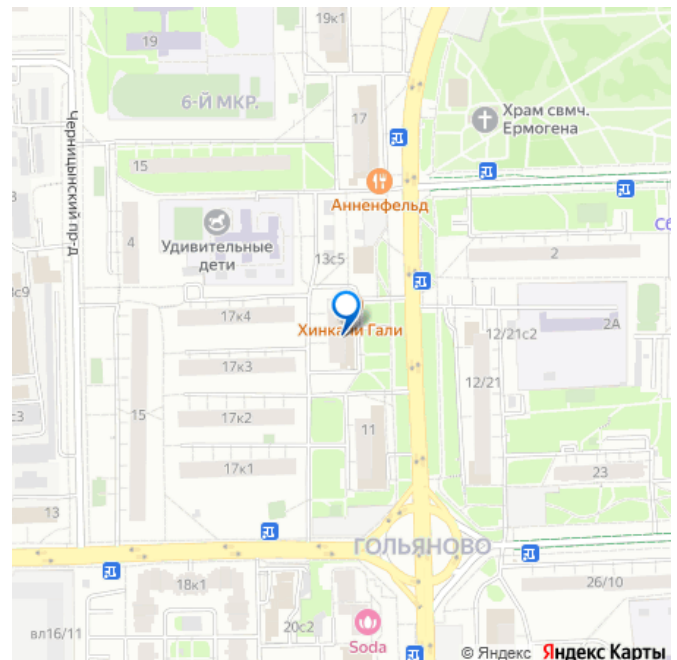 19к1
19
6-Й МКР.
17
Храм свмч.
Ермогена
Черницынский пр-д
15
Анненфельд
4
Удивительные
дети
13с5
2
17к4
Хинкали Гали
12/21с2
2А
17к3
12/21
15
17к2
11
17к1
23
13
ГОЛЬЯНОВО
18к1
26/10
вл16/11
20с2
Soda
© Яндекс Яндекс Карты